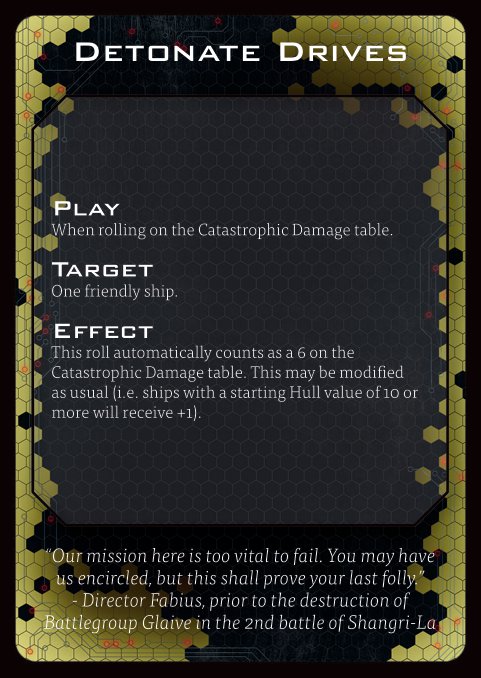 Detonate Drives
Play
When rolling on the Catastrophic Damage table.
Target
One friendly ship.
Effect
This roll automatically counts as a 6 on the
Catastrophic Damage table. This may be modified
as usual (i.e. ships with a starting Hull value of 10 or
more will receive +1).
“Our mission here is too vital to fail. You may have
us encircled, but this shall prove your last folly.”
- Director Fabius, prior to the destruction of
Battlegroup Glaive in the 2nd battle of Shangri-La